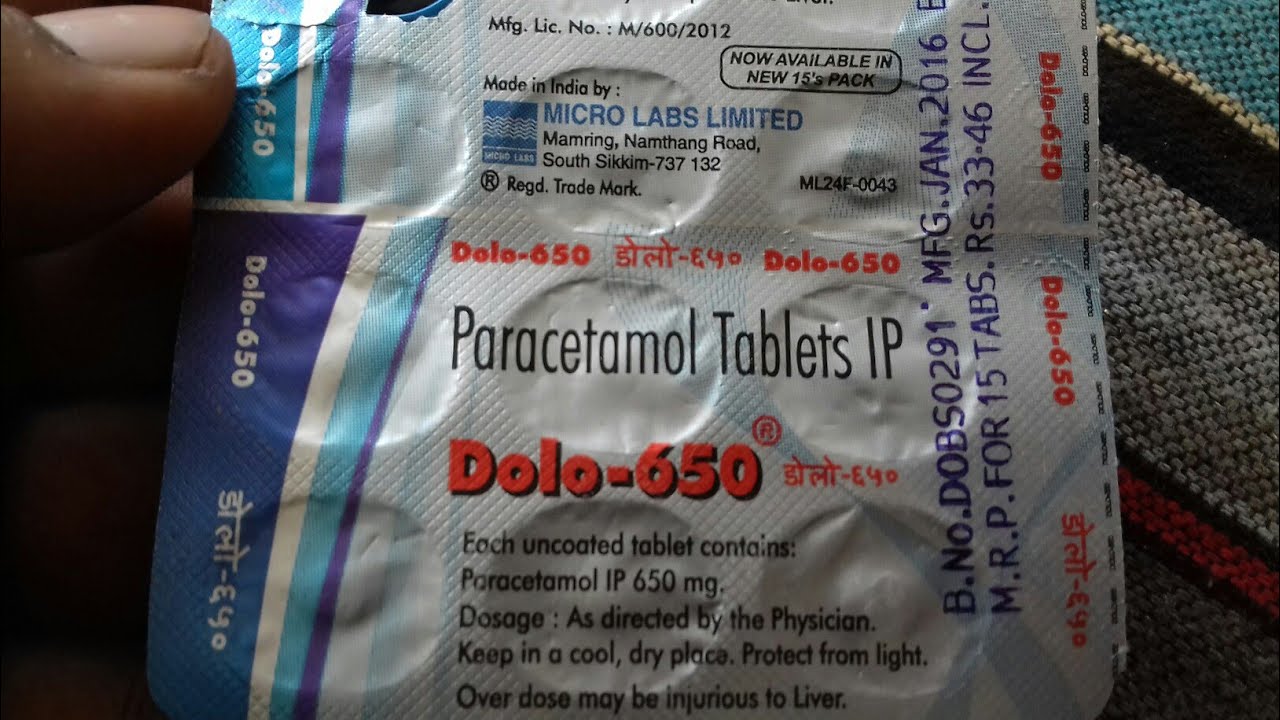 Liver.
Mfg. Lic. No. : M/600/2012
NOW AVAILABLE IN
NEW 15's PACK
Made in India by :
MICRO LABS LIMITED
MICRO LABS
Mamring, Namthang Road,
South Sikkim-737 132
® Regd. Trade Mark.
ML24F-0043
Dolo-650 डोलो-६५० Dolo-650
Paracetamol Tablets IP
Dolo-650®
डोलो-६५०
Each uncoated tablet contains:
Paracetamol IP 650 mg.
Dosage : As directed by the Physician.
Keep in a cool, dry place. Protect from light.
Over dose may be injurious to Liver.
Dolo-650
Dolo-650
डोलो-६५०
B.No.DOBS0291 MFG.JAN.2016 E
M.R.P.FOR 15 TABS.RS.33.46 INCL.
Dolo-650
Dolo-650
डोलो-६५०